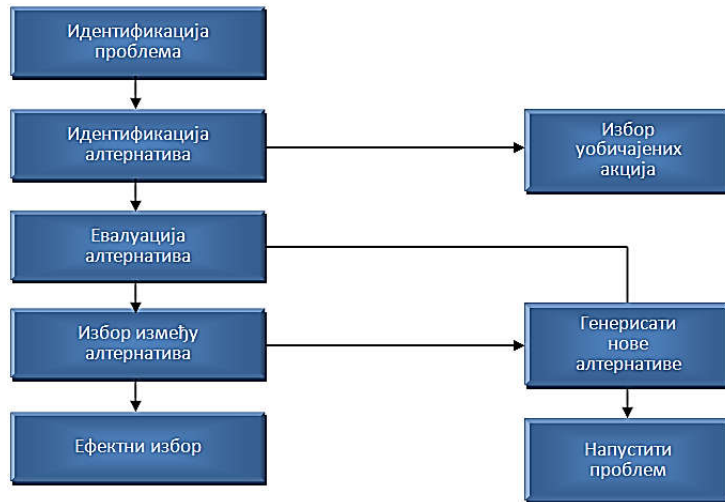 Идентификација
проблема
Идентификација
алтернатива
Избор
уобичајених
акција
Евалуација
алтернатива
Избор између
алтернатива
Генерисати
нове
алтернативе
Ефектни избор
Напустити
проблем